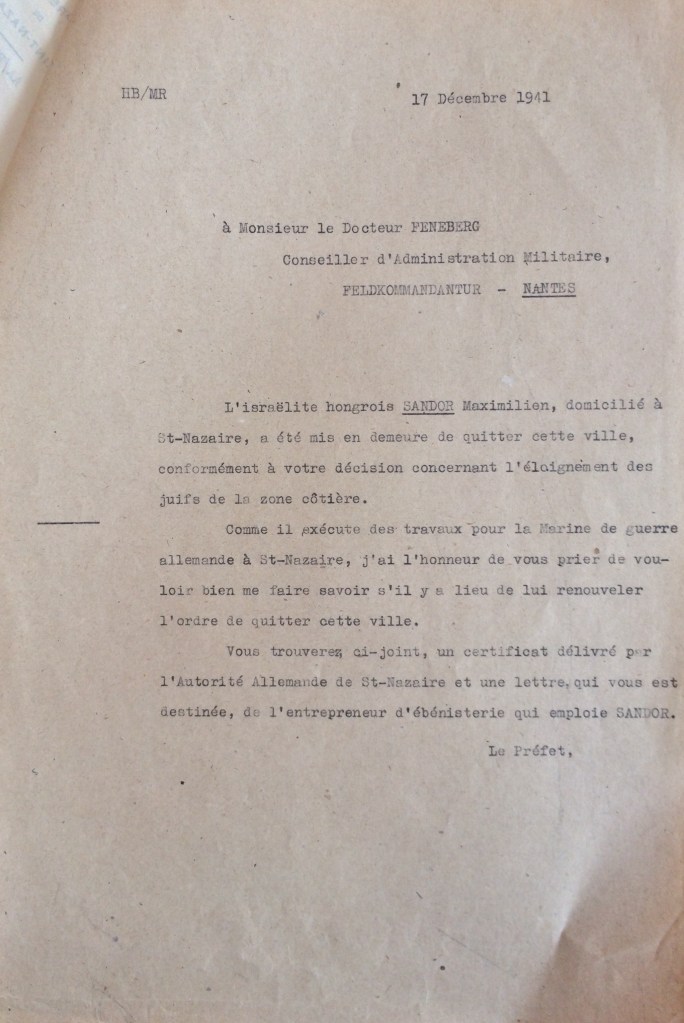 HB/MR
17 Décembre 1941
à Monsieur le Docteur FENEBERG
Conseiller d'Administration Militaire,
FELDKOMMANDANTUR - NANTES
L'israëlite hongrois SANDOR Maximilien, domicilié à
St-Nazaire, a été mis en demeure de quitter cette ville,
conformément à votre décision concernant l'éloignement des
juifs de la zone côtière.
Comme il exécute des travaux pour la Marine de guerre
allemande à St-Nazaire, j'ai l'honneur de vous prier de vou-
loir bien me faire savoir s'il y a lieu de lui renouveler
l'ordre de quitter cette ville.
Vous trouverez ci-joint, un certificat délivré par
l'Autorité Allemande de St-Nazaire et une lettre, qui vous est
destinée, de l'entrepreneur d'ébénisterie qui emploie SANDOR.
Le Préfet,